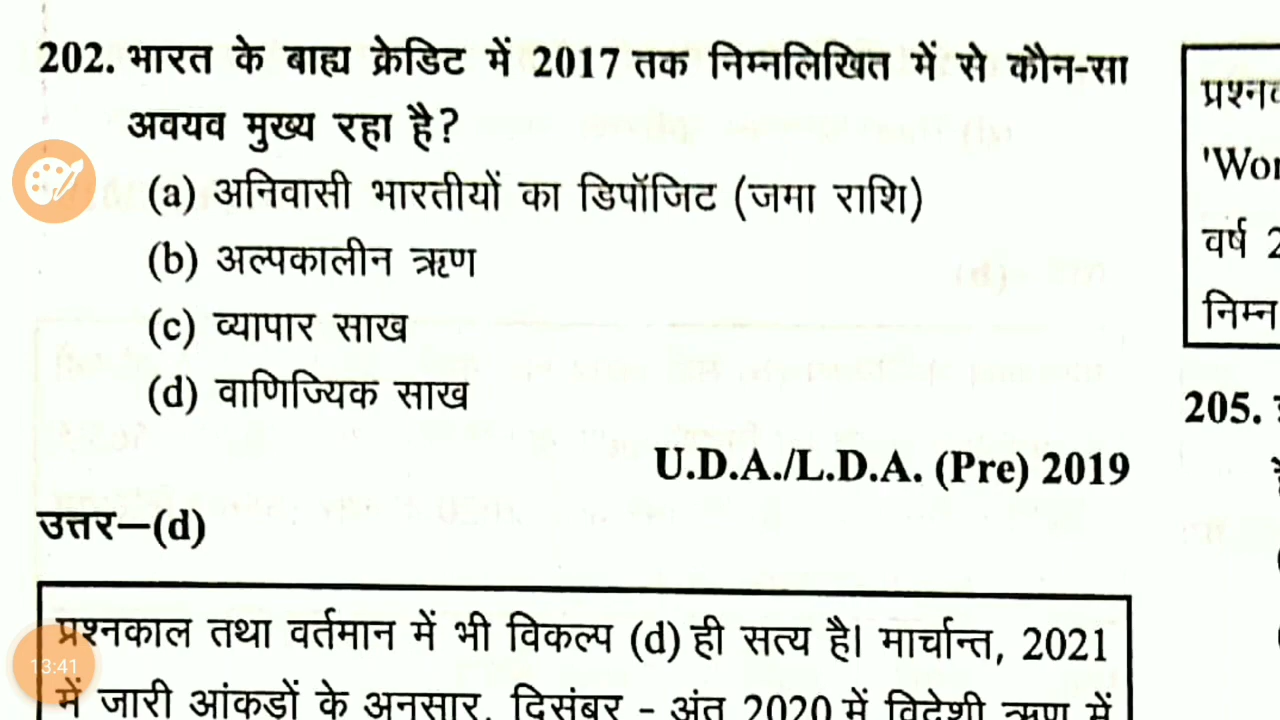 202. भारत के बाह्य क्रेडिट में 2017 तक निम्नलिखित में से कौन-सा
अवयव मुख्य रहा है?
(a) अनिवासी भारतीयों का डिपॉजिट (जमा राशि)
(b) अल्पकालीन ऋण
(c) व्यापार साख
(d) वाणिज्यिक साख
U.D.A./L.D.A. (Pre) 2019
उत्तर–(d)
प्रश्नकाल तथा वर्तमान में भी विकल्प (d) ही सत्य है। मार्चान्त, 2021
में जारी आंकड़ों के अनुसार, दिसंबर - अंत 2020 में विदेशी ऋण में
'Wor
वर्ष 2
निम्न
205.
13:41